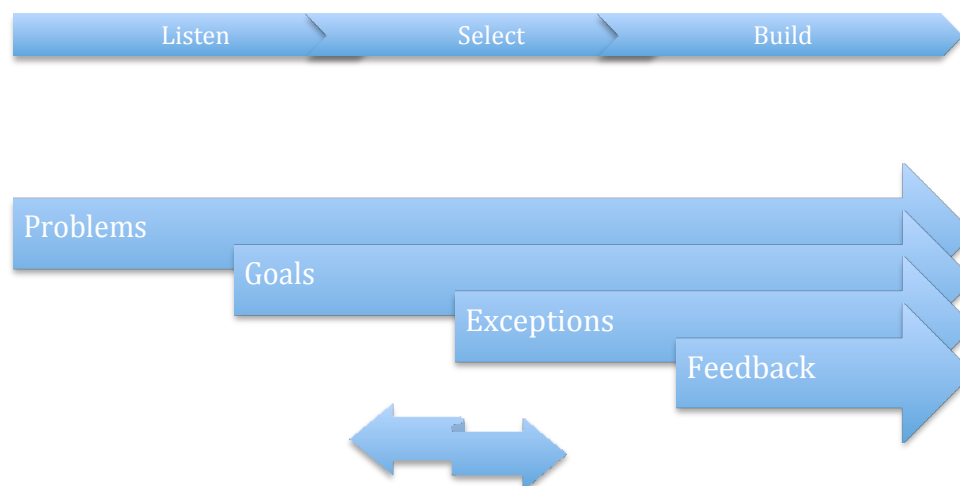 Listen Select Build
Problems
Goals
Exceptions
Feedback